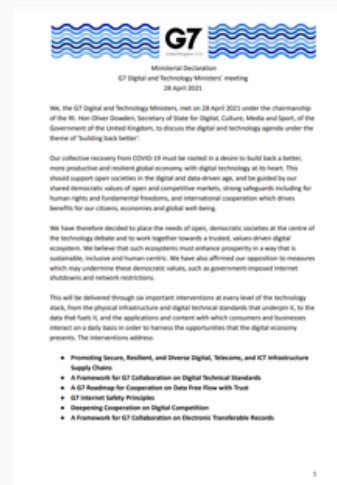 G7
United Kingdom 2021
Ministerial Declaration
G7 Digital and Technology Ministers' meeting
28 April 2021
We, the G7 Digital and Technology Ministers, met on 28 April 2021 under the chairmanship
of the Rt. Hon Oliver Dowden, Secretary of State for Digital, Culture, Media and Sport, of the
Government of the United Kingdom, to discuss the digital and technology agenda under the
theme of 'building back better'.
Our collective recovery from COVID-19 must be rooted in a desire to build back a better,
more productive and resilient global economy, with digital technology at its heart. This
should support open societies in the digital and data-driven age, and be guided by our
shared democratic values of open and competitive markets, strong safeguards including for
human rights and fundamental freedoms, and international cooperation which drives
benefits for our citizens, economies and global well-being.
We have therefore decided to place the needs of open, democratic societies at the centre of
the technology debate and to work together towards a trusted, values-driven digital
ecosystem. We believe that such ecosystems must enhance prosperity in a way that is
sustainable, inclusive and human-centric. We have also affirmed our opposition to measures
which may undermine these democratic values, such as government-imposed Internet
shutdowns and network restrictions.
This will be delivered through six important interventions at every level of the technology
stack, from the physical infrastructure and digital technical standards that underpin it, to the
data that fuels it, and the applications and content with which consumers and businesses
interact on a daily basis in order to harness the opportunities that the digital economy
presents. The interventions address:
• Promoting Secure, Resilient, and Diverse Digital, Telecoms, and ICT Infrastructure
Supply Chains
• A Framework for G7 Collaboration on Digital Technical Standards
• A G7 Roadmap for Cooperation on Data Free Flow with Trust
• G7 Internet Safety Principles
• Deepening Cooperation on Digital Competition
• A Framework for G7 Collaboration on Electronic Transferable Records
1